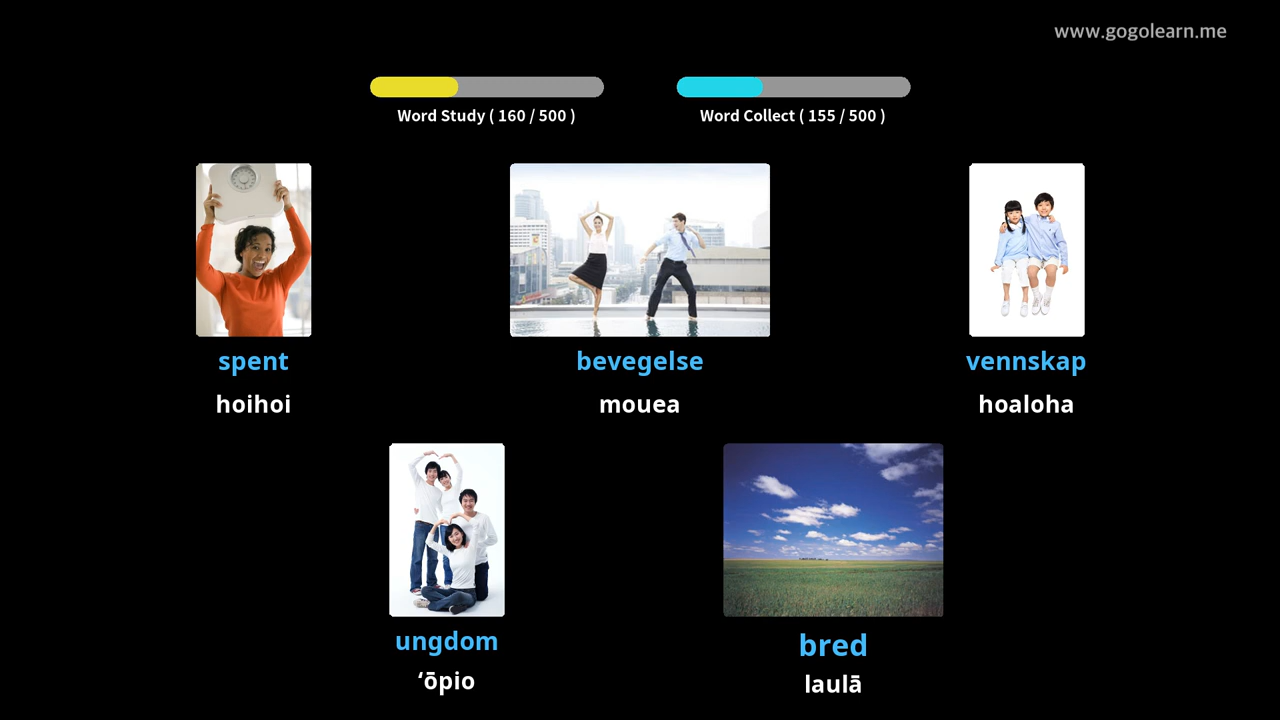 www.gogolearn.me
Word Study ( 160 / 500 )
Word Collect ( 155 / 500 )
spent
hoihoi
bevegelse
mouea
vennskap
hoaloha
ungdom
ʻōpio
bred
laulā